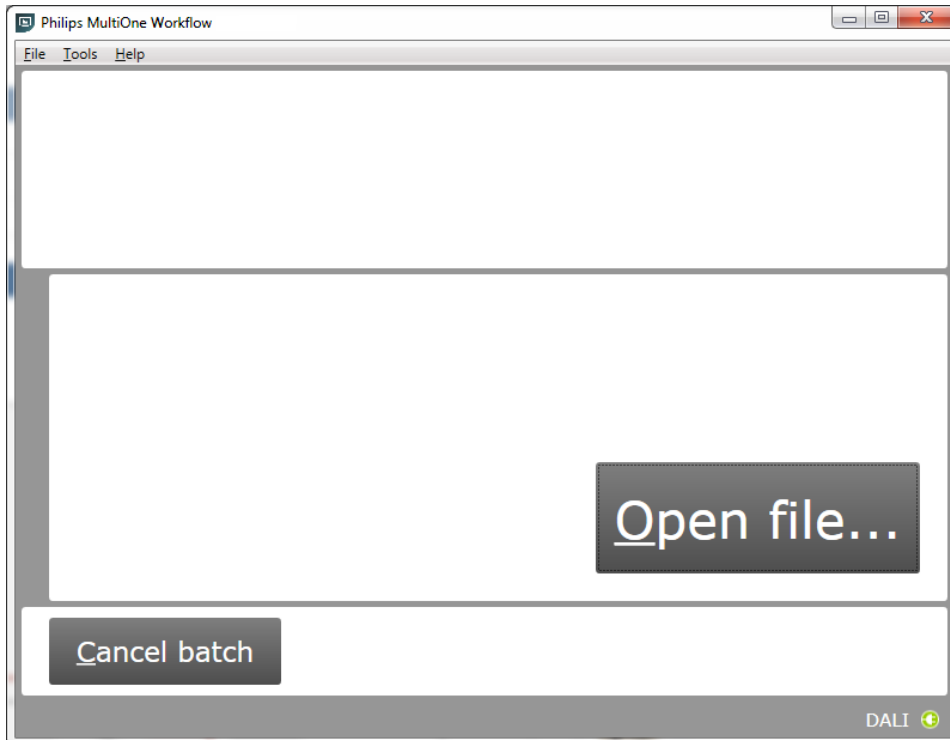 Philips MultiOne Workflow
File Tools Help
Open file...
Cancel batch
DALI